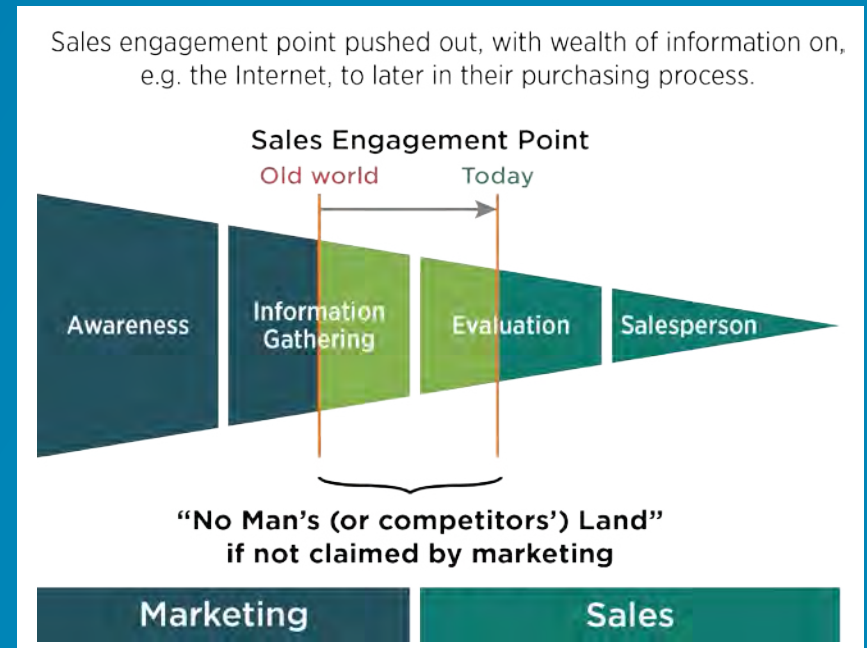 Sales engagement point pushed out, with wealth of information on,
e.g. the Internet, to later in their purchasing process.
Sales Engagement Point
Old world Today
Awareness
Information
Gathering
Evaluation
Salesperson
“No Man’s (or competitors’) Land”
if not claimed by marketing
Marketing Sales